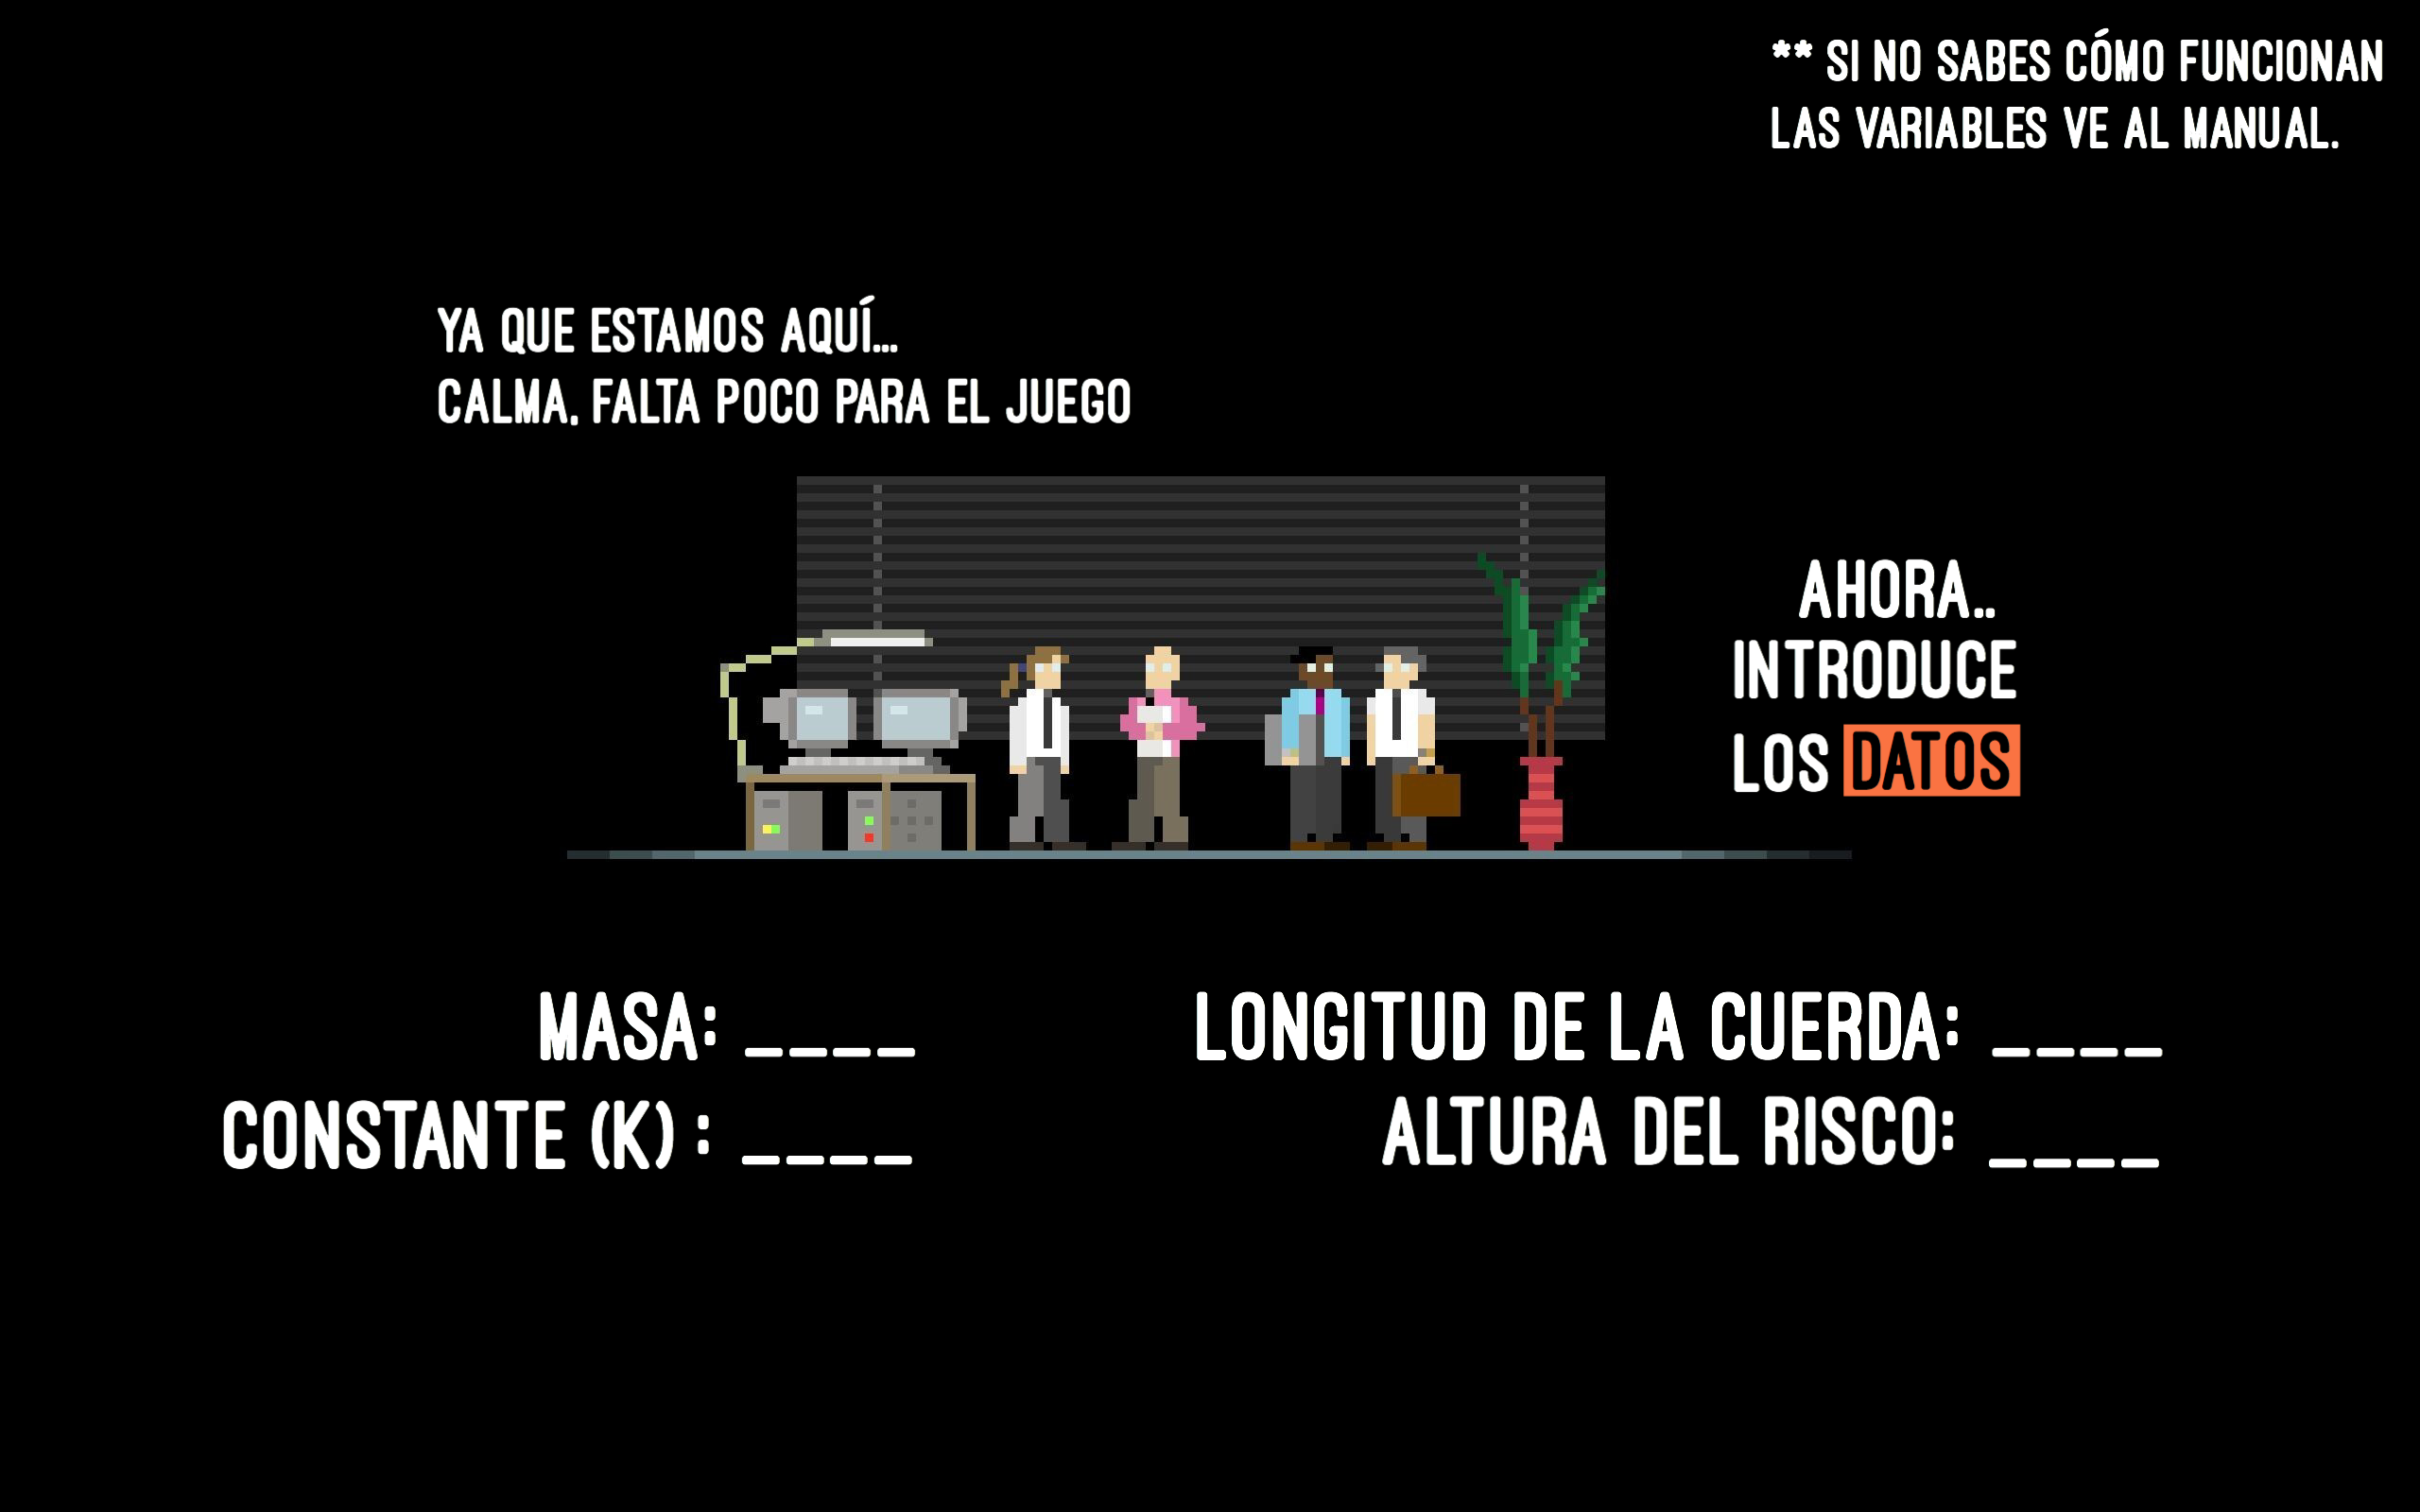 ** SI NO SABES CÓMO FUNCIONAN
LAS VARIABLES VE AL MANUAL.
YA QUE ESTAMOS AQUÍ...
CALMA, FALTA POCO PARA EL JUEGO
AHORA..
INTRODUCE
LOS DATOS
MASA: ____
CONSTANTE (K) : ____
LONGITUD DE LA CUERDA: ____
ALTURA DEL RISCO: ____